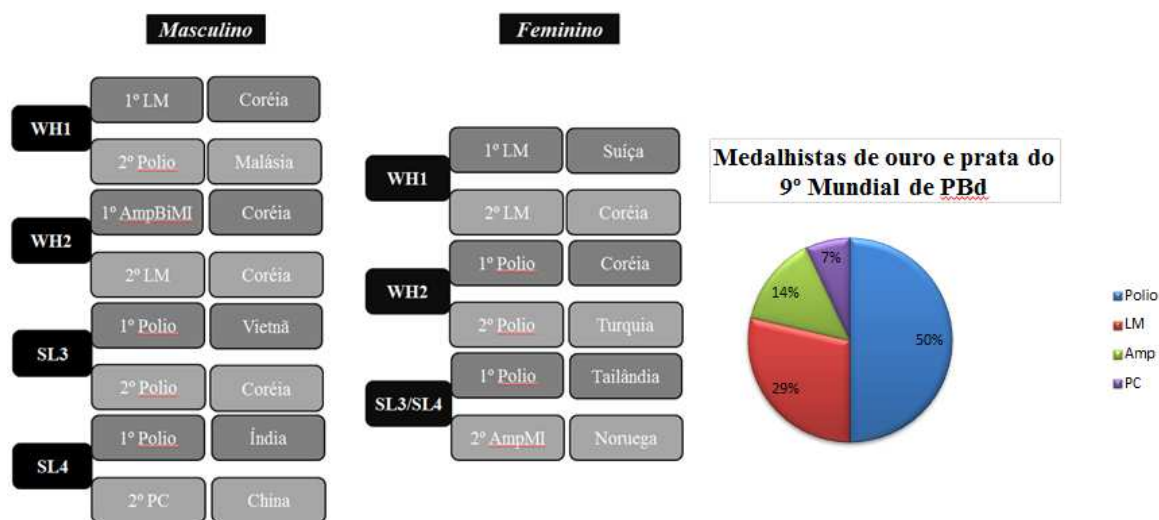 Masculino
WH1
1º LM
Coréia
2º Polio
Malásia
WH2
1º AmpBiMI
Coréia
2º LM
Coréia
SL3
1º Polio
Vietnã
2º Polio
Coréia
SL4
1º Polio
Índia
2º PC
China
Feminino
WH1
1º LM
Suíça
2º LM
Coréia
WH2
1º Polio
Coréia
2º Polio
Turquia
SL3/SL4
1º Polio
Tailândia
2º AmpMI
Noruega
Medalhistas de ouro e prata do
9º Mundial de PBd
7%
14%
50%
29%
Polio
LM
Amp
PC